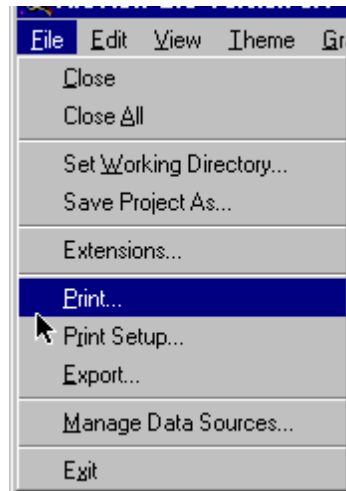 File Edit View Theme
Close
Close All
Set Working Directory...
Save Project As...
Extensions...
Print...
Print Setup...
Export...
Manage Data Sources...
Exit